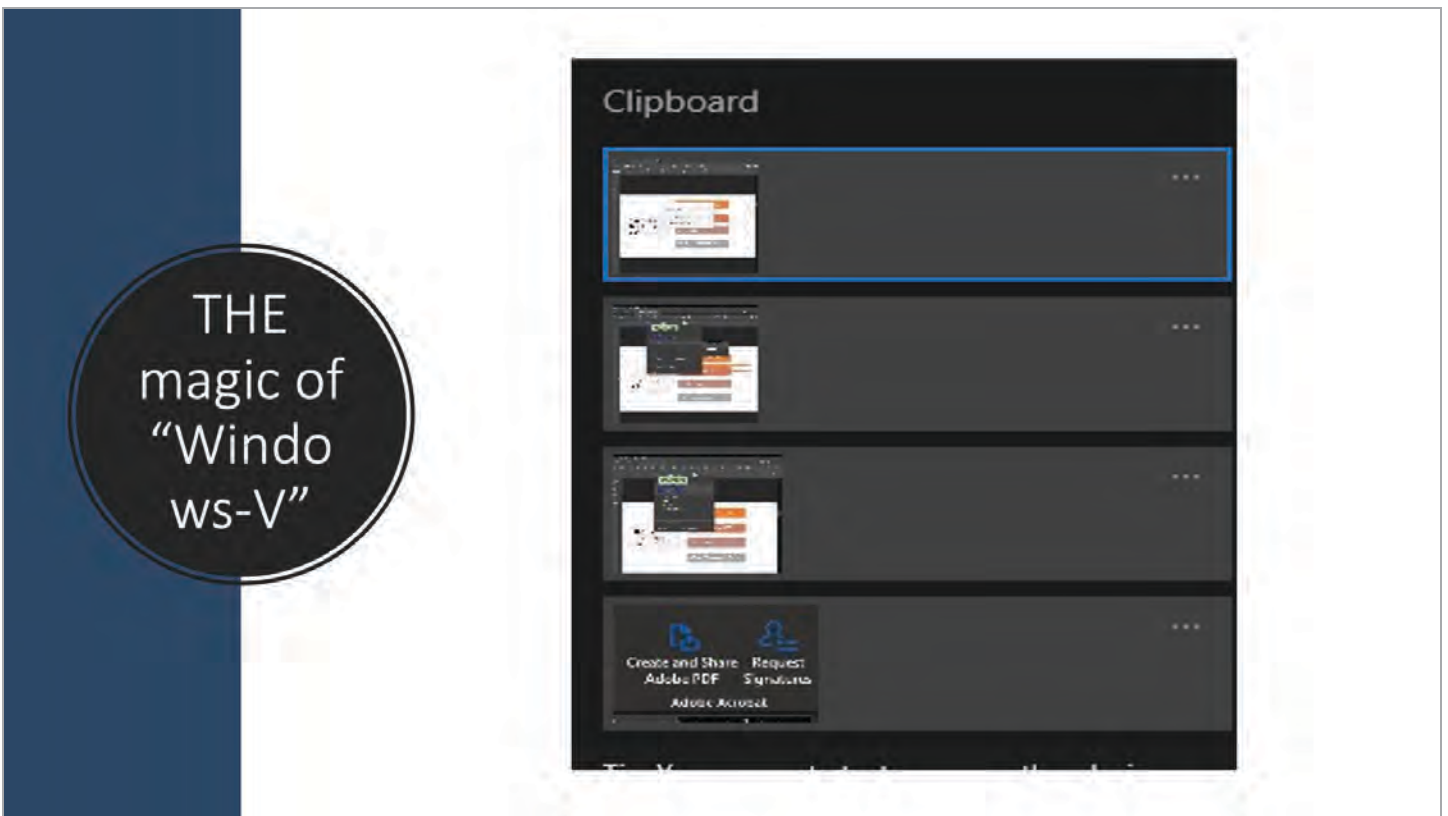 THE
magic of
“Windo
ws-V”
Clipboard
...
...
...
...
Create and Share Request
Adobe PDF Signatures
Adobe Acrobat